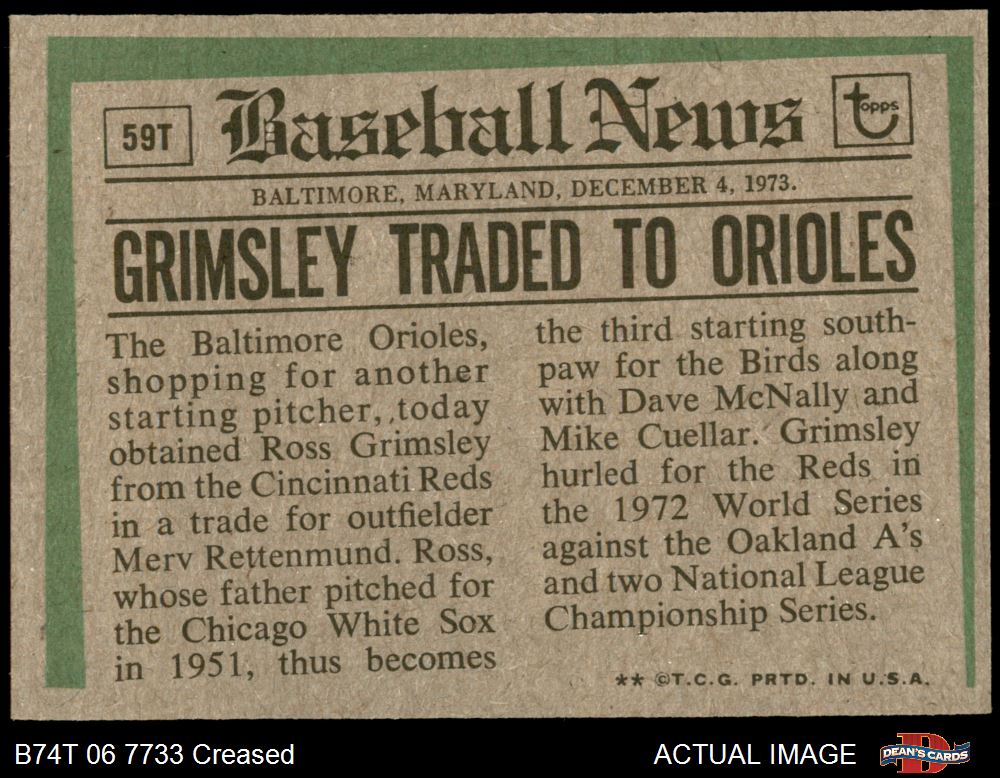 59T
Baseball News
topps
BALTIMORE, MARYLAND, DECEMBER 4, 1973.
GRIMSLEY TRADED TO ORIOLES
The Baltimore Orioles,
shopping for another
starting pitcher, today
obtained Ross Grimsley
from the Cincinnati Reds
in a trade for outfielder
Merv Rettenmund. Ross,
whose father pitched for
the Chicago White Sox
in 1951, thus becomes
the third starting south-
paw for the Birds along
with Dave McNally and
Mike Cuellar. Grimsley
hurled for the Reds in
the 1972 World Series
against the Oakland A's
and two National League
Championship Series.
** ©T.C.G. PRTD. IN U.S.A.
B74T 06 7733 Creased
ACTUAL IMAGE
DEAN'S CARDS